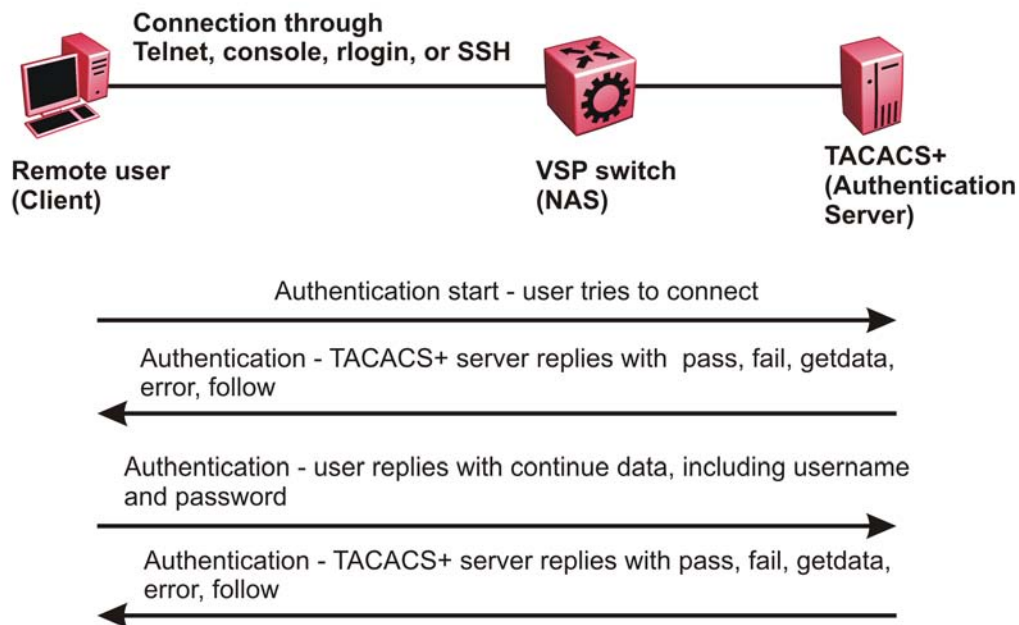 Connection through
Telnet, console, rlogin, or SSH
Remote user
(Client)
VSP switch
(NAS)
TACACS+
(Authentication
Server)
Authentication start - user tries to connect
Authentication - TACACS+ server replies with pass, fail, getdata,
error, follow
Authentication - user replies with continue data, including username
and password
Authentication - TACACS+ server replies with pass, fail, getdata,
error, follow